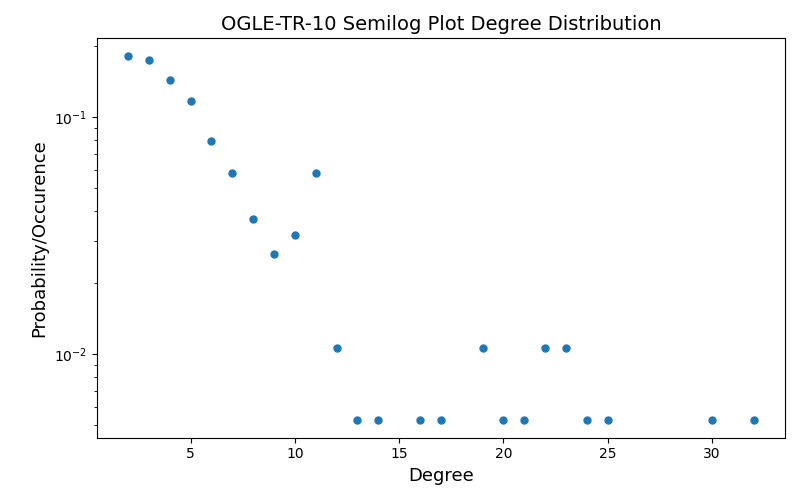 OGLE-TR-10 Semilog Plot Degree Distribution
Probability/Occurence
10⁻¹
10⁻²
5 10 15 20 25 30
Degree